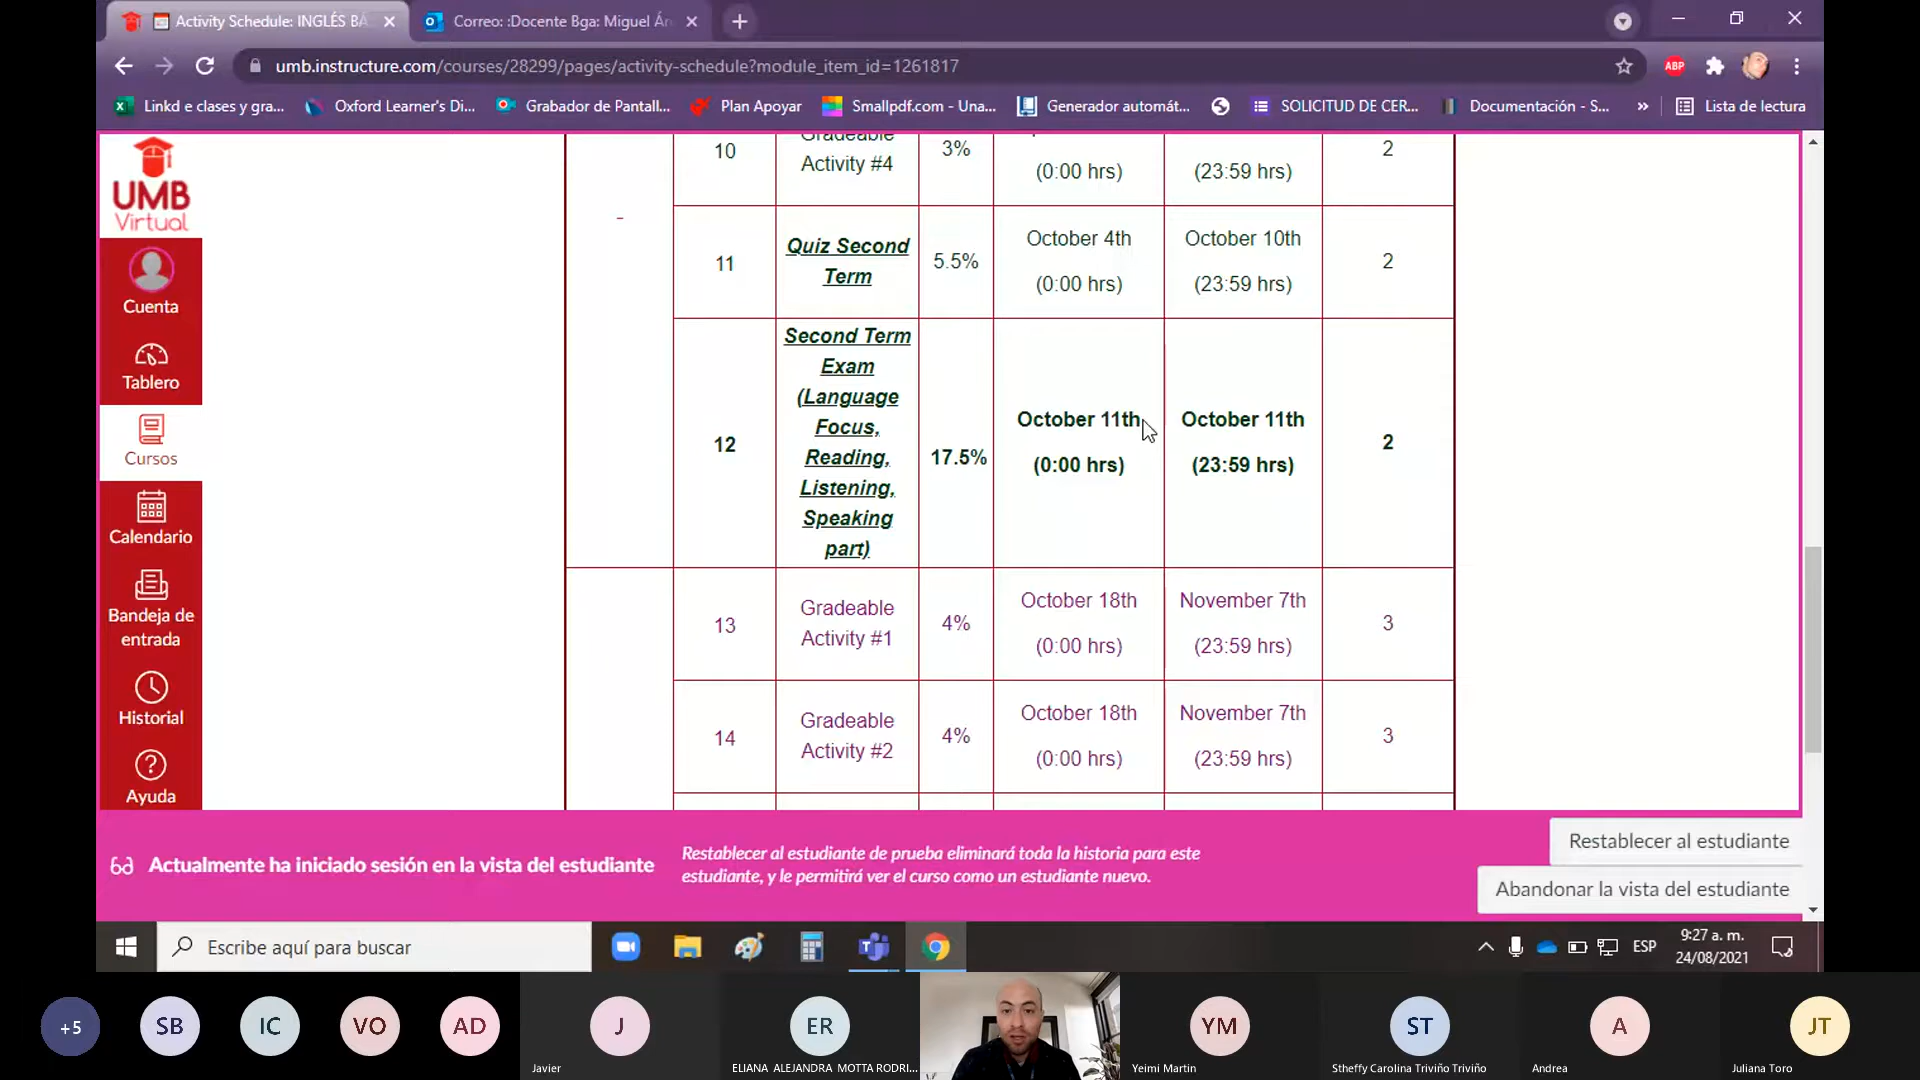 Activity Schedule: INGLÉS BÁ
Correo: :Docente Bga: Miguel Ár
umb.instructure.com/courses/28299/pages/activity-schedule?module_item_id=1261817
ABP
Linkd e clases y gra...
Oxford Learner's Di...
Grabador de Pantall...
Plan Apoyar
Smallpdf.com - Una...
Generador automát...
SOLICITUD DE CER...
Documentación - S...
»
Lista de lectura
UMB
Virtual
Cuenta
Tablero
Cursos
Calendario
Bandeja de
entrada
Historial
Ayuda
10
Gradeable
Activity #4
3%
(0:00 hrs)
(23:59 hrs)
2
-
11
Quiz Second
Term
5.5%
October 4th
(0:00 hrs)
October 10th
(23:59 hrs)
2
12
Second Term
Exam
(Language
Focus,
Reading,
Listening,
Speaking
part)
17.5%
October 11th
(0:00 hrs)
October 11th
(23:59 hrs)
2
13
Gradeable
Activity #1
4%
October 18th
(0:00 hrs)
November 7th
(23:59 hrs)
3
14
Gradeable
Activity #2
4%
October 18th
(0:00 hrs)
November 7th
(23:59 hrs)
3
Actualmente ha iniciado sesión en la vista del estudiante
Restablecer al estudiante de prueba eliminará toda la historia para este
estudiante, y le permitirá ver el curso como un estudiante nuevo.
Restablecer al estudiante
Abandonar la vista del estudiante
Escribe aquí para buscar
ESP
9:27 a. m.
24/08/2021
+5
SB
IC
VO
AD
J
Javier
ER
ELIANA ALEJANDRA MOTTA RODRI...
YM
Yeimi Martin
ST
Stheffy Carolina Triviño Triviño
A
Andrea
JT
Juliana Toro